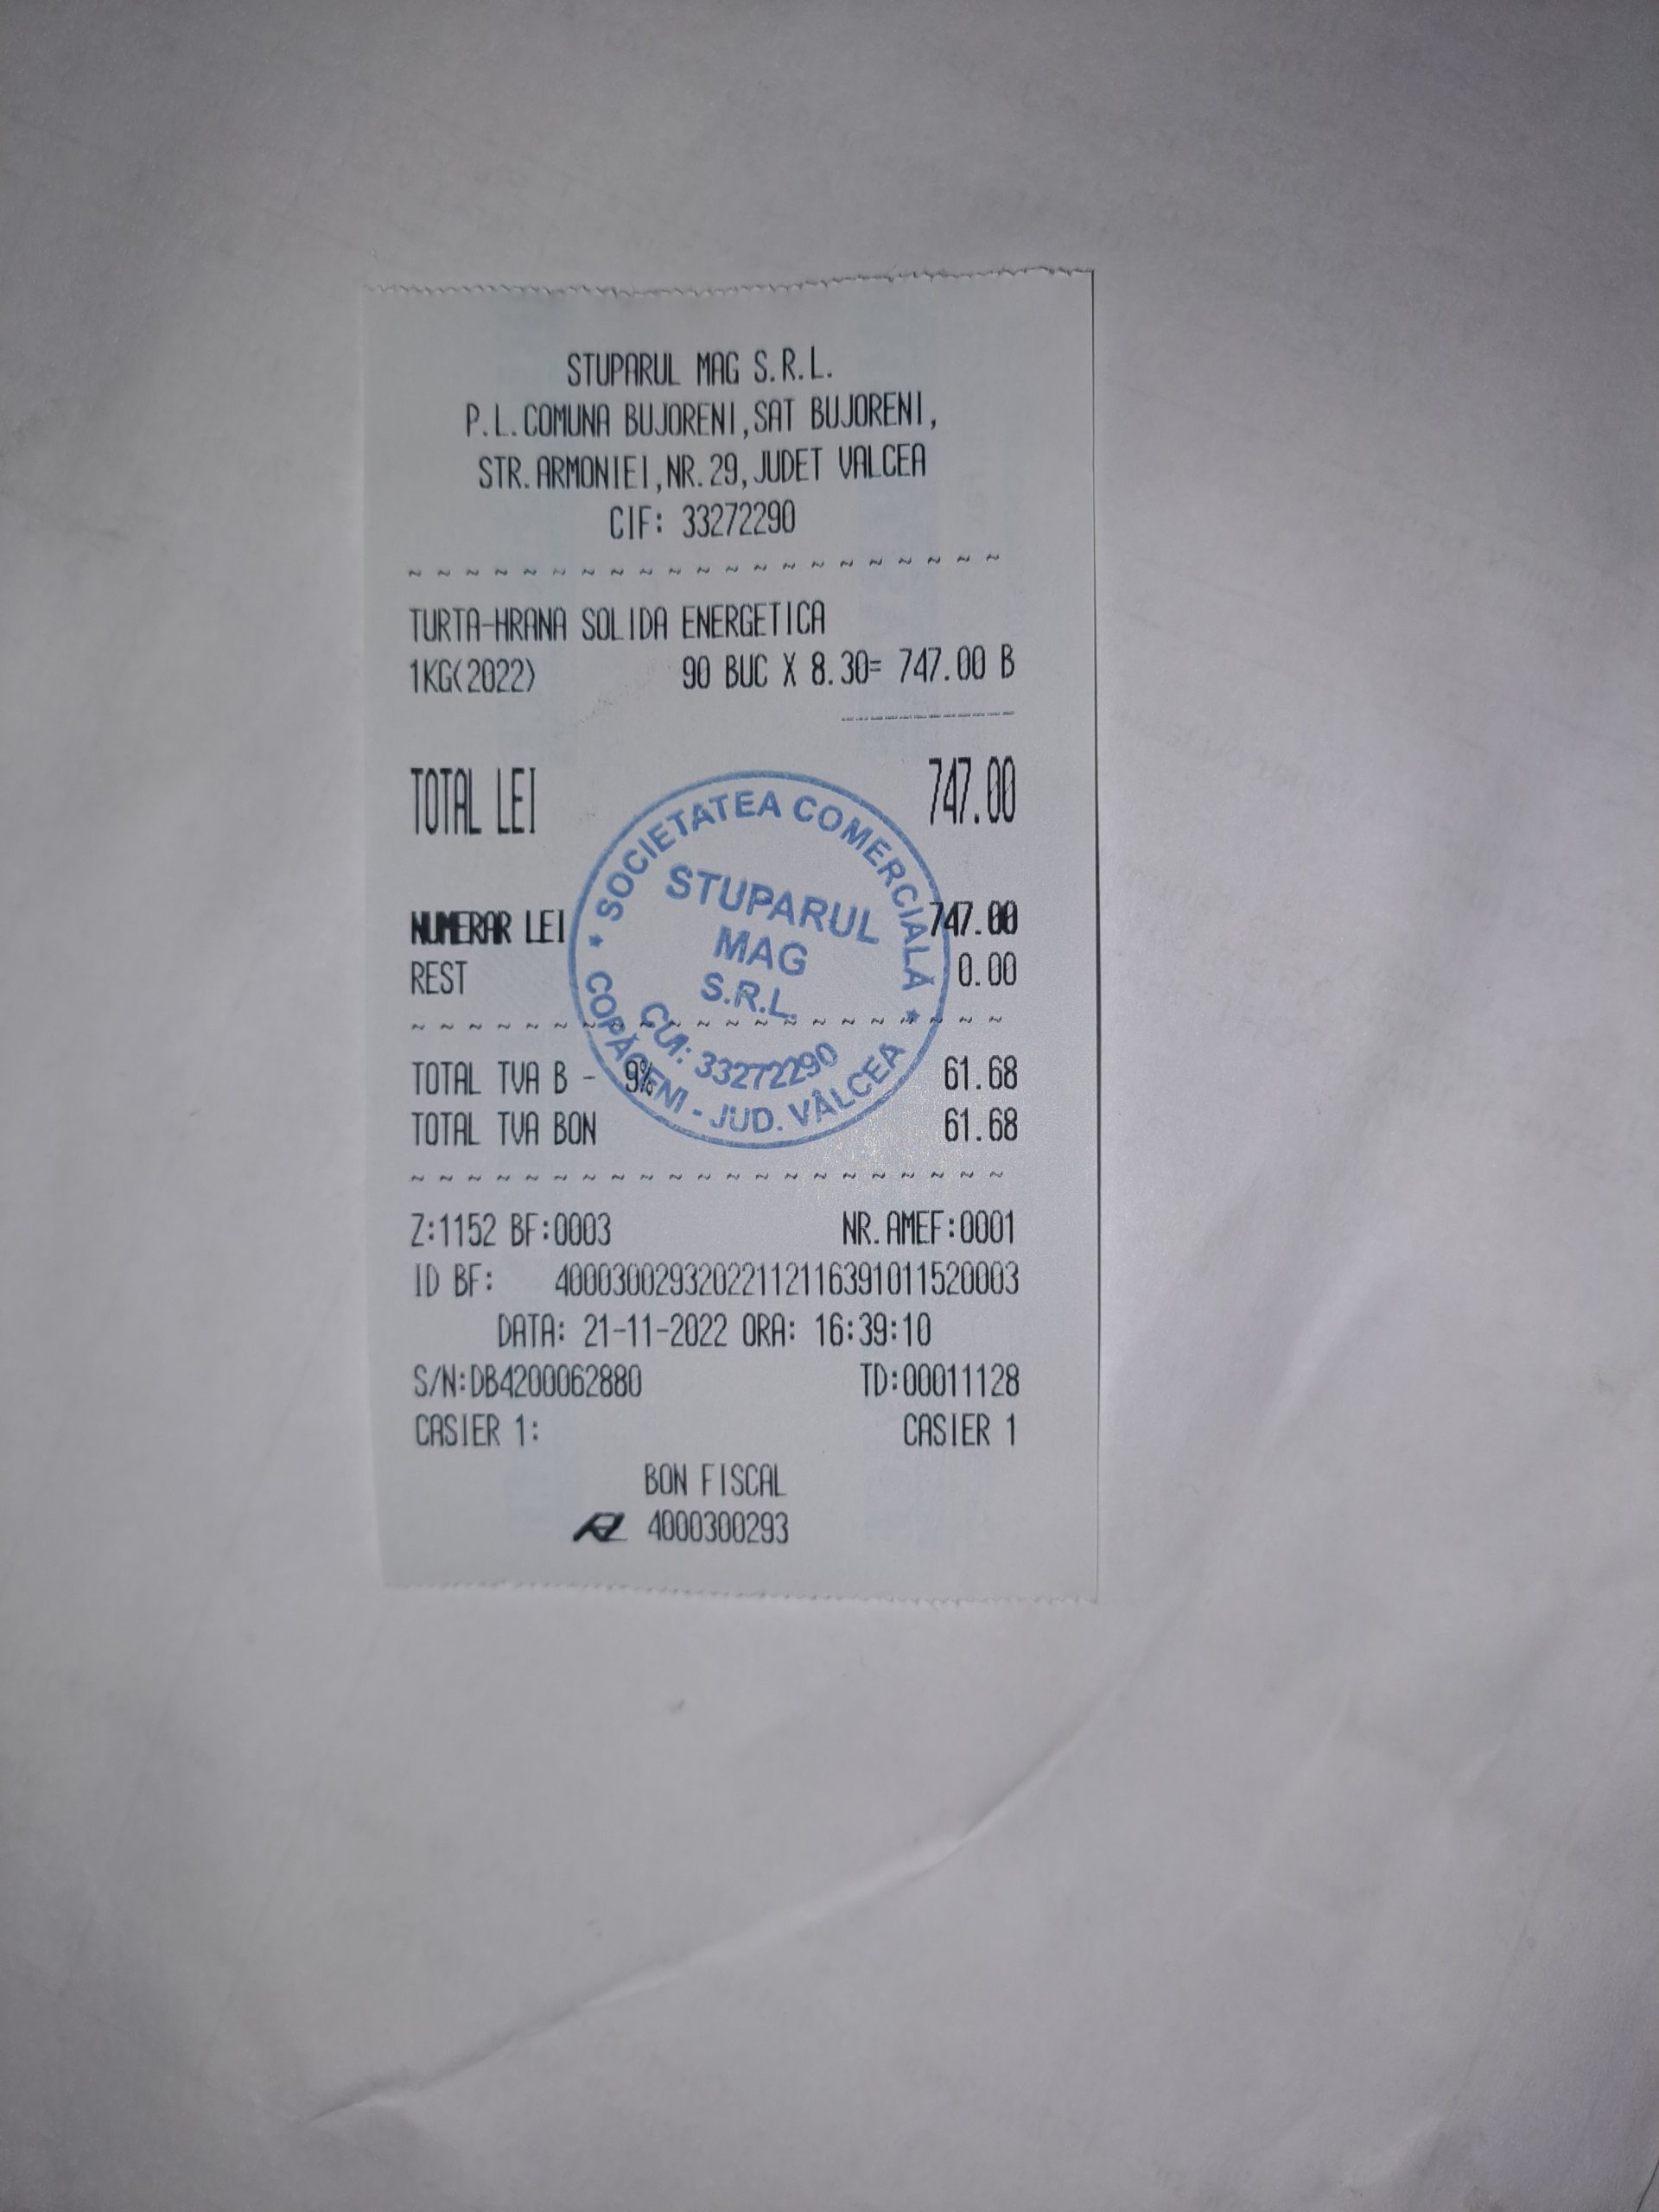 STUPARUL MAG S.R.L.
P.L.COMUNA BUJORENI,SAT BUJORENI,
STR.ARMONIEI,NR.29,JUDET VALCEA
CIF: 33272290
~ ~ ~ ~ ~ ~ ~ ~ ~ ~ ~ ~ ~ ~ ~ ~ ~ ~ ~ ~ ~
TURTA-HRANA SOLIDA ENERGETICA
1KG(2022) 90 BUC X 8.30= 747.00 B
TOTAL LEI 747.00
NUMERAR LEI 747.00
REST 0.00
~ ~ ~ ~ ~ ~ ~ ~ ~ ~ ~ ~ ~ ~ ~ ~ ~ ~ ~ ~ ~
TOTAL TVA B - 9% 61.68
TOTAL TVA BON 61.68
~ ~ ~ ~ ~ ~ ~ ~ ~ ~ ~ ~ ~ ~ ~ ~ ~ ~ ~ ~ ~
Z:1152 BF:0003 NR.AMEF:0001
ID BF: 40003002932022112116391011520003
DATA: 21-11-2022 ORA: 16:39:10
S/N:DB4200062880 TD:00011128
CASIER 1: CASIER 1
BON FISCAL
4000300293
* SOCIETATEA COMERCIALĂ *
STUPARUL
MAG
S.R.L.
CUI: 33272290
COPĂCENI - JUD. VÂLCEA